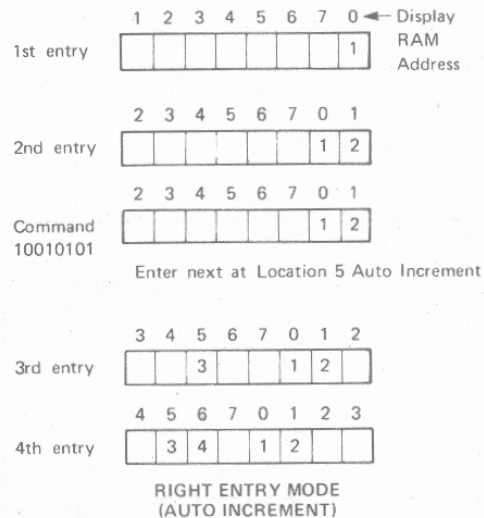 1 2 3 4 5 6 7 0 Display
RAM
Address
1st entry 1
2 3 4 5 6 7 0 1
2nd entry 1 2
2 3 4 5 6 7 0 1
Command
10010101 1 2
Enter next at Location 5 Auto Increment
3 4 5 6 7 0 1 2
3rd entry 3 1 2
4 5 6 7 0 1 2 3
4th entry 3 4 1 2
RIGHT ENTRY MODE
(AUTO INCREMENT)